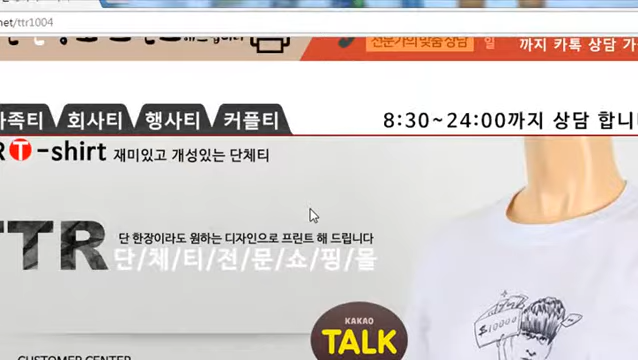 net/ttr1004
전문가의 맞춤 상담
일
까지 카톡 상담 가
가족티 회사티 행사티 커플티
8:30~24:00까지 상담 합니
R T-shirt 재미있고 개성있는 단체티
TTR
단 한장이라도 원하는 디자인으로 프린트 해 드립니다
단/체/티/전/문/쇼/핑/몰
KAKAO
TALK
10000
CUSTOMER CENTER